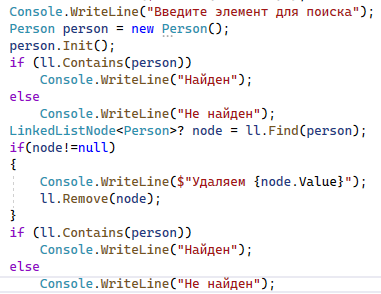 Console.WriteLine("Введите элемент для поиска");
Person person = new Person();
person.Init();
if (ll.Contains(person))
    Console.WriteLine("Найден");
else
    Console.WriteLine("Не найден");
LinkedListNode<Person>? node = ll.Find(person);
if(node!=null)
{
    Console.WriteLine($"Удаляем {node.Value}");
    ll.Remove(node);
}
if (ll.Contains(person))
    Console.WriteLine("Найден");
else
    Console.WriteLine("Не найден");